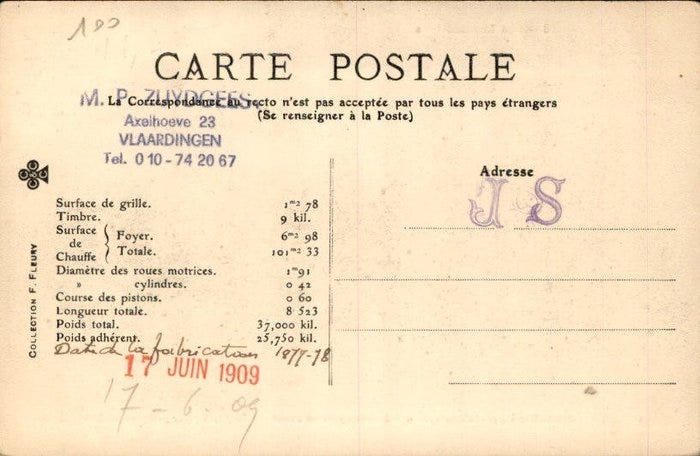 100
CARTE POSTALE
M. P. ZUYDGEEST
La Correspondance au recto n'est pas acceptée par tous les pays étrangers
(Se renseigner à la Poste)
Axelhoeve 23
VLAARDINGEN
Tel. 010-74 20 67
Adresse
J S
Surface de grille. 1m2 78
Timbre. 9 kil.
Surface de Chauffe { Foyer. 6m2 98
Totale. 101m2 33
Diamètre des roues motrices. 1m91
» cylindres. 0 42
Course des pistons. 0 60
Longueur totale. 8 523
Poids total. 37,000 kil.
Poids adhérent. 25,750 kil.
Date de la fabrication 1877-78
17 JUIN 1909
17-6-09
COLLECTION F. FLEURY